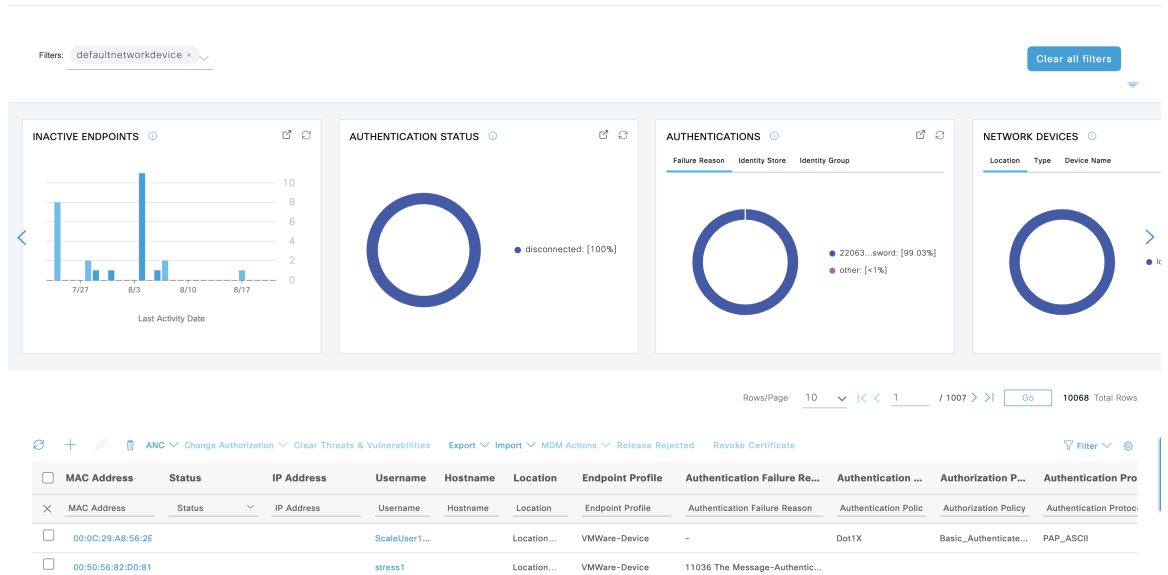 Filters: defaultnetworkdevice ×
Clear all filters
INACTIVE ENDPOINTS
10
8
6
4
2
0
7/27 8/3 8/10 8/17
Last Activity Date
AUTHENTICATION STATUS
disconnected: [100%]
AUTHENTICATIONS
Failure Reason Identity Store Identity Group
22063...sword: [99.03%]
other: [<1%]
NETWORK DEVICES
Location Type Device Name
Rows/Page 10 |< < 1 / 1007 > >| Go 10068 Total Rows
ANC Change Authorization Clear Threats & Vulnerabilities Export Import MDM Actions Release Rejected Revoke Certificate Filter
MAC Address Status IP Address Username Hostname Location Endpoint Profile Authentication Failure Re... Authentication ... Authorization P... Authentication Pro
MAC Address Status IP Address Username Hostname Location Endpoint Profile Authentication Failure Reason Authentication Polic Authorization Policy Authentication Protoc
00:0C:29:A8:56:2E ScaleUser1... Location... VMWare-Device - Dot1X Basic_Authenticate... PAP_ASCII
00:50:56:82:D0:81 stress1 Location... VMWare-Device 11036 The Message-Authentic...